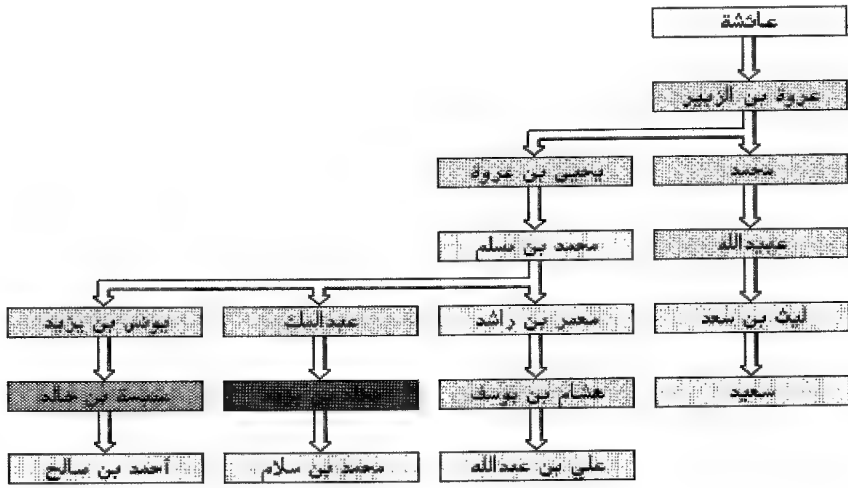 عائشة
عروة بن الزبير
محمد
يحيى بن عروة
عبيدالله
محمد بن مسلم
ليث بن سعد
معمر بن راشد
عبدالملك
يونس بن يزيد
سعيد
هشام بن يوسف
بن
عنبسة بن خالد
علي بن عبدالله
محمد بن سلام
أحمد بن صالح